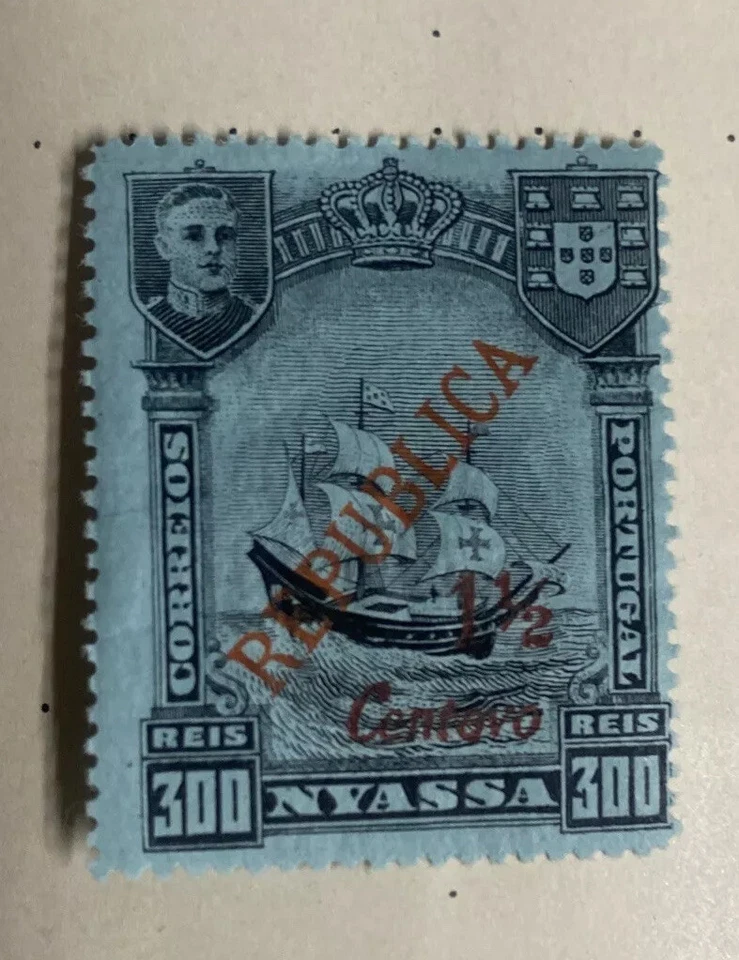 REPUBLICA
CORREIOS
PORTUGAL
1½
Centavo
REIS
REIS
300
NYASSA
300